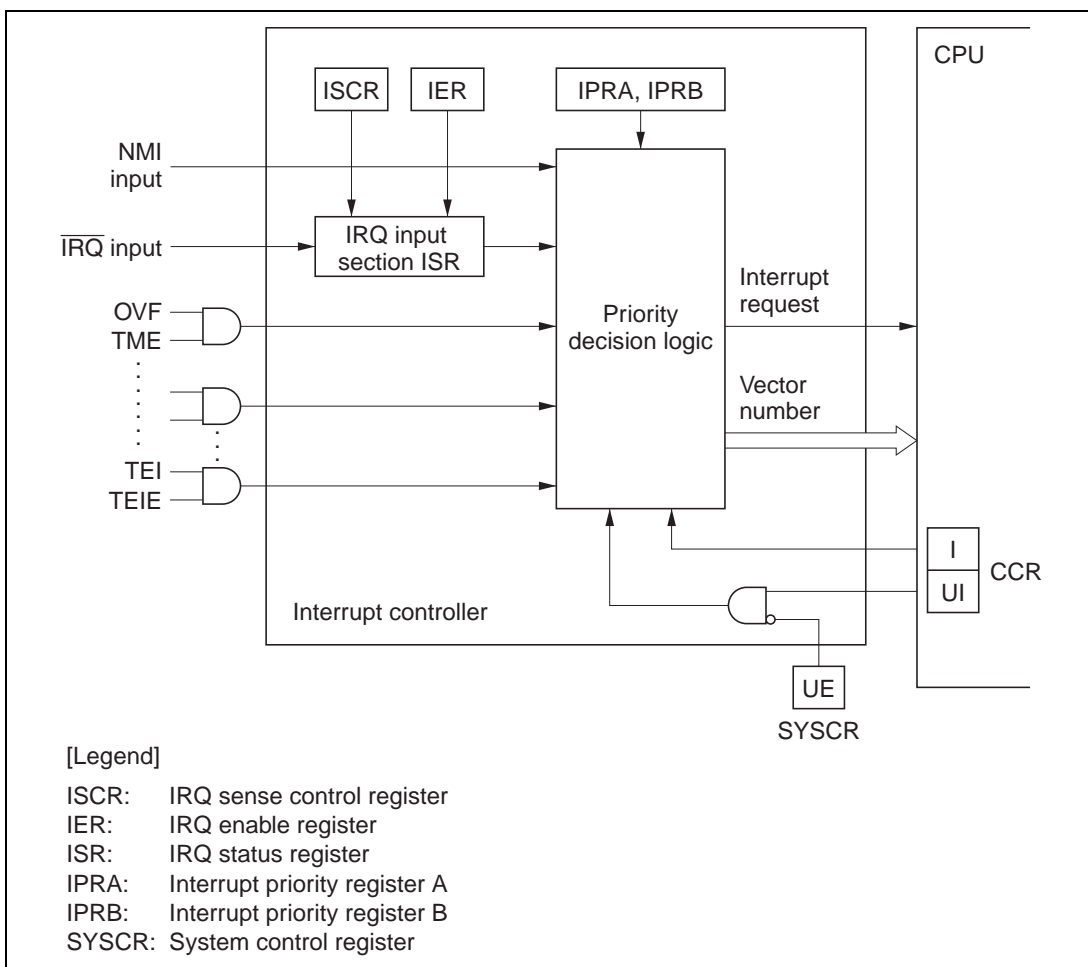 CPU
ISCR
IER
IPRA, IPRB
NMI
input
IRQ input
IRQ input
section ISR
OVF
TME
Priority
decision logic
Interrupt
request
Vector
number
TEI
TEIE
I
UI
CCR
Interrupt controller
UE
SYSCR
[Legend]
ISCR: IRQ sense control register
IER: IRQ enable register
ISR: IRQ status register
IPRA: Interrupt priority register A
IPRB: Interrupt priority register B
SYSCR: System control register